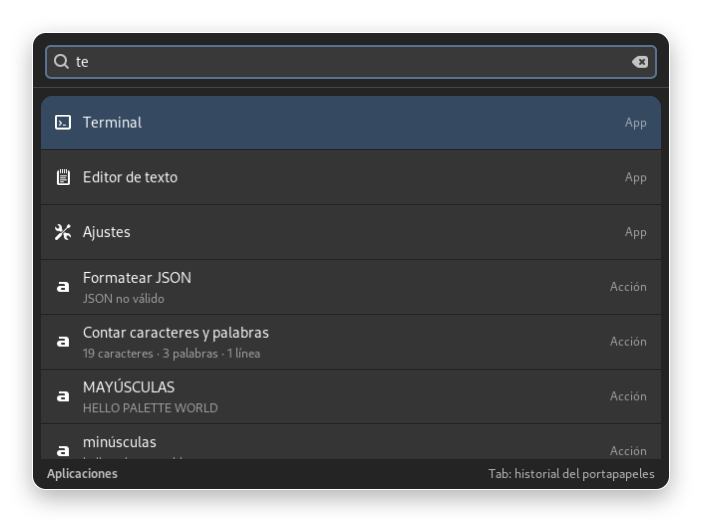 te
Terminal App
Editor de texto App
Ajustes App
Formatear JSON
JSON no válido
Acción
Contar caracteres y palabras
19 caracteres · 3 palabras · 1 línea
Acción
MAYÚSCULAS
HELLO PALETTE WORLD
Acción
minúsculas
Acción
Aplicaciones Tab: historial del portapapeles